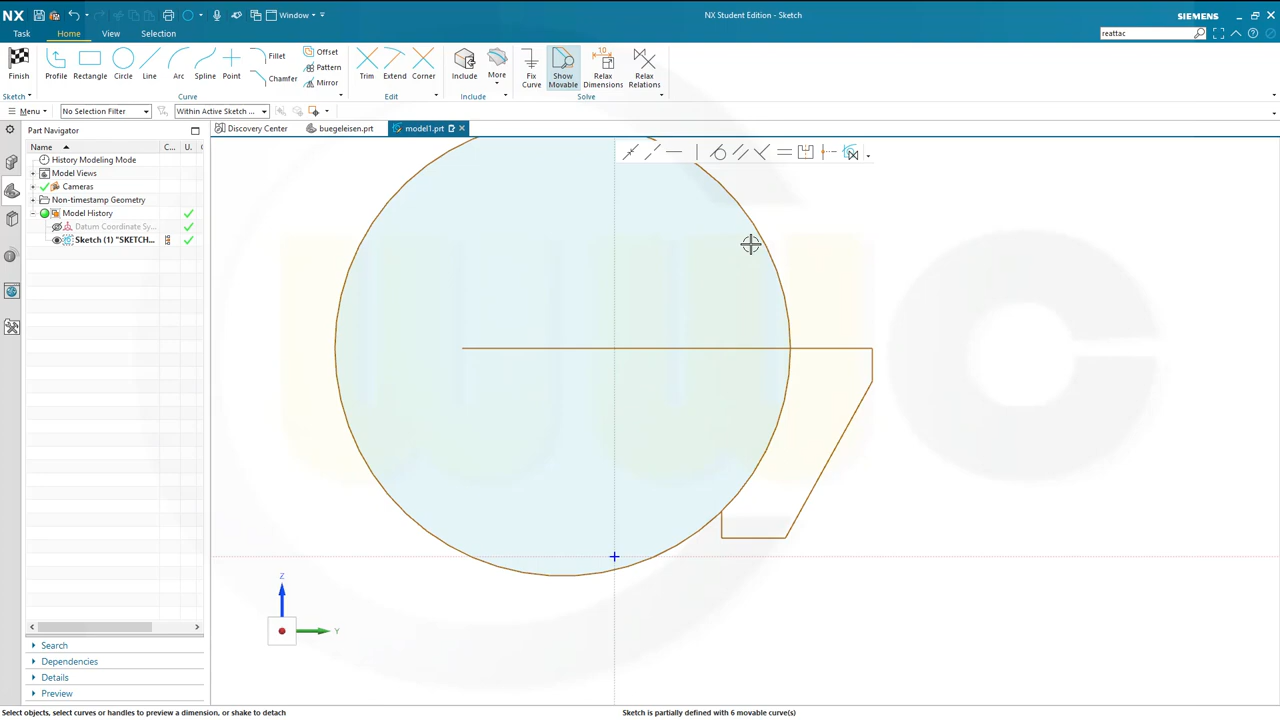 NX
Window
NX Student Edition - Sketch
SIEMENS
Task
Home
View
Selection
reattac
Finish
Profile
Rectangle
Circle
Line
Arc
Spline
Point
Fillet
Chamfer
Offset
Pattern
Mirror
Trim
Extend
Corner
Include
More
Fix
Curve
Show
Movable
10
Relax
Dimensions
Relax
Relations
Sketch
Curve
Edit
Include
Solve
Menu
No Selection Filter
Within Active Sketch ...
Part Navigator
Discovery Center
buegeleisen.prt
model1.prt
Name
C...
U.
History Modeling Mode
Model Views
Cameras
Non-timestamp Geometry
Model History
Datum Coordinate Sy...
Sketch (1) "SKETCH...
Search
Dependencies
Details
Preview
Z
Y
Select objects, select curves or handles to preview a dimension, or shake to detach
Sketch is partially defined with 6 movable curve(s)